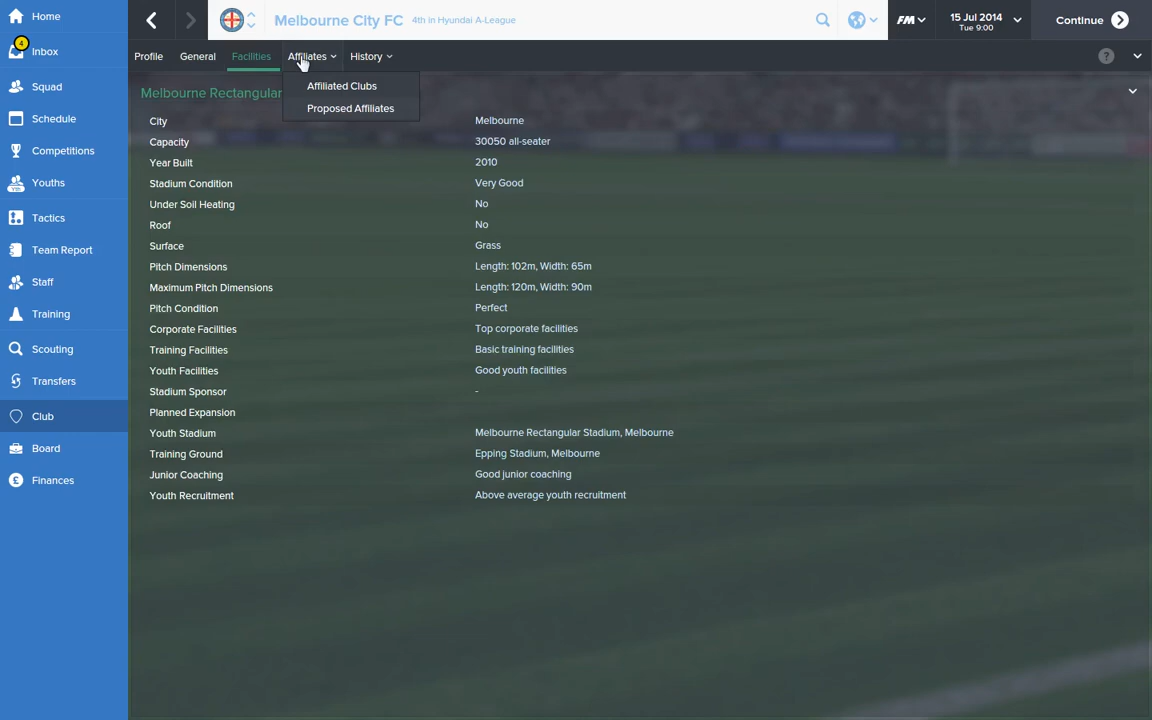 Home
Melbourne City FC 4th in Hyundai A-League
FM
15 Jul 2014
Tue 9:00
Continue
4
Inbox
Profile General Facilities Affiliates History
?
Affiliated Clubs
Proposed Affiliates
Squad
Schedule
Competitions
Youths
Tactics
Team Report
Staff
Training
Scouting
Transfers
Club
Board
£ Finances
Melbourne Rectangular
City Melbourne
Capacity 30050 all-seater
Year Built 2010
Stadium Condition Very Good
Under Soil Heating No
Roof No
Surface Grass
Pitch Dimensions Length: 102m, Width: 65m
Maximum Pitch Dimensions Length: 120m, Width: 90m
Pitch Condition Perfect
Corporate Facilities Top corporate facilities
Training Facilities Basic training facilities
Youth Facilities Good youth facilities
Stadium Sponsor -
Planned Expansion
Youth Stadium Melbourne Rectangular Stadium, Melbourne
Training Ground Epping Stadium, Melbourne
Junior Coaching Good junior coaching
Youth Recruitment Above average youth recruitment